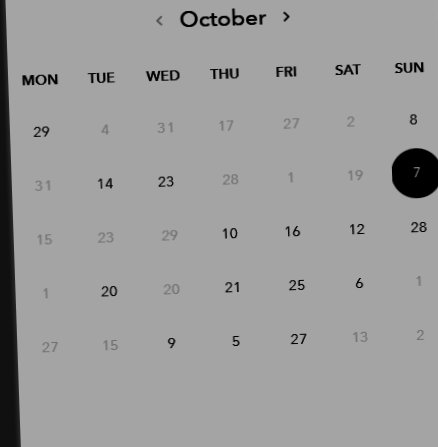 ‹ October ›
MON TUE WED THU FRI SAT SUN
29 4 31 17 27 2 8
31 14 23 28 1 19 7
15 23 29 10 16 12 28
1 20 20 21 25 6 1
27 15 9 5 27 13 2